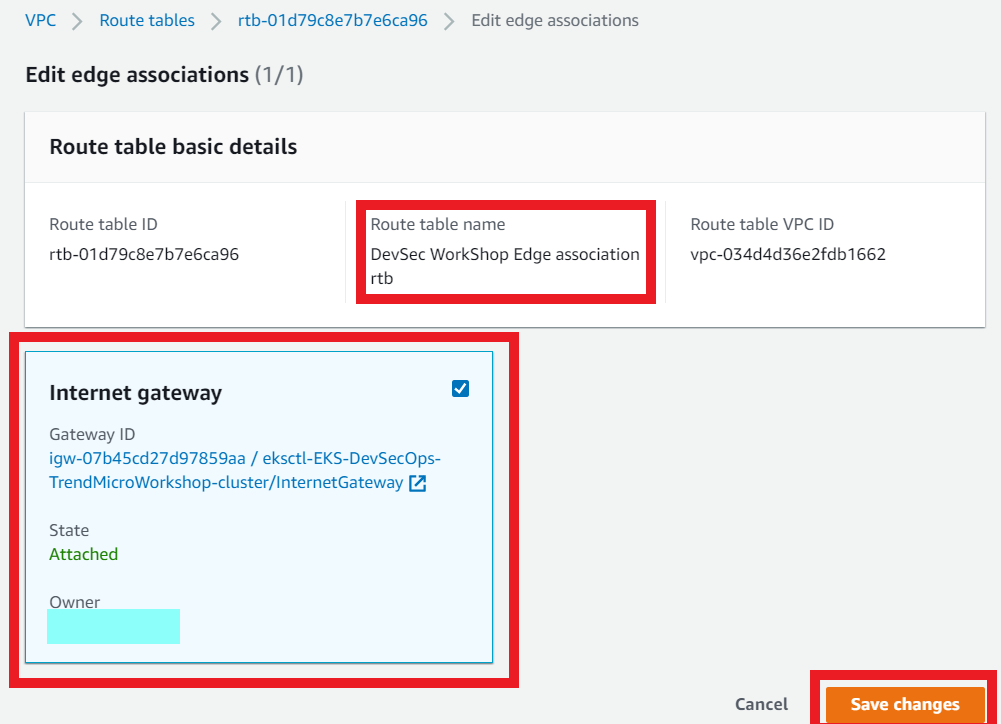 VPC > Route tables > rtb-01d79c8e7b7e6ca96 > Edit edge associations
Edit edge associations (1/1)
Route table basic details
Route table ID
rtb-01d79c8e7b7e6ca96
Route table name
DevSec WorkShop Edge association
rtb
Route table VPC ID
vpc-034d4d36e2fdb1662
Internet gateway
Gateway ID
igw-07b45cd27d97859aa / eksctl-EKS-DevSecOps-
TrendMicroWorkshop-cluster/InternetGateway
State
Attached
Owner
Cancel
Save changes